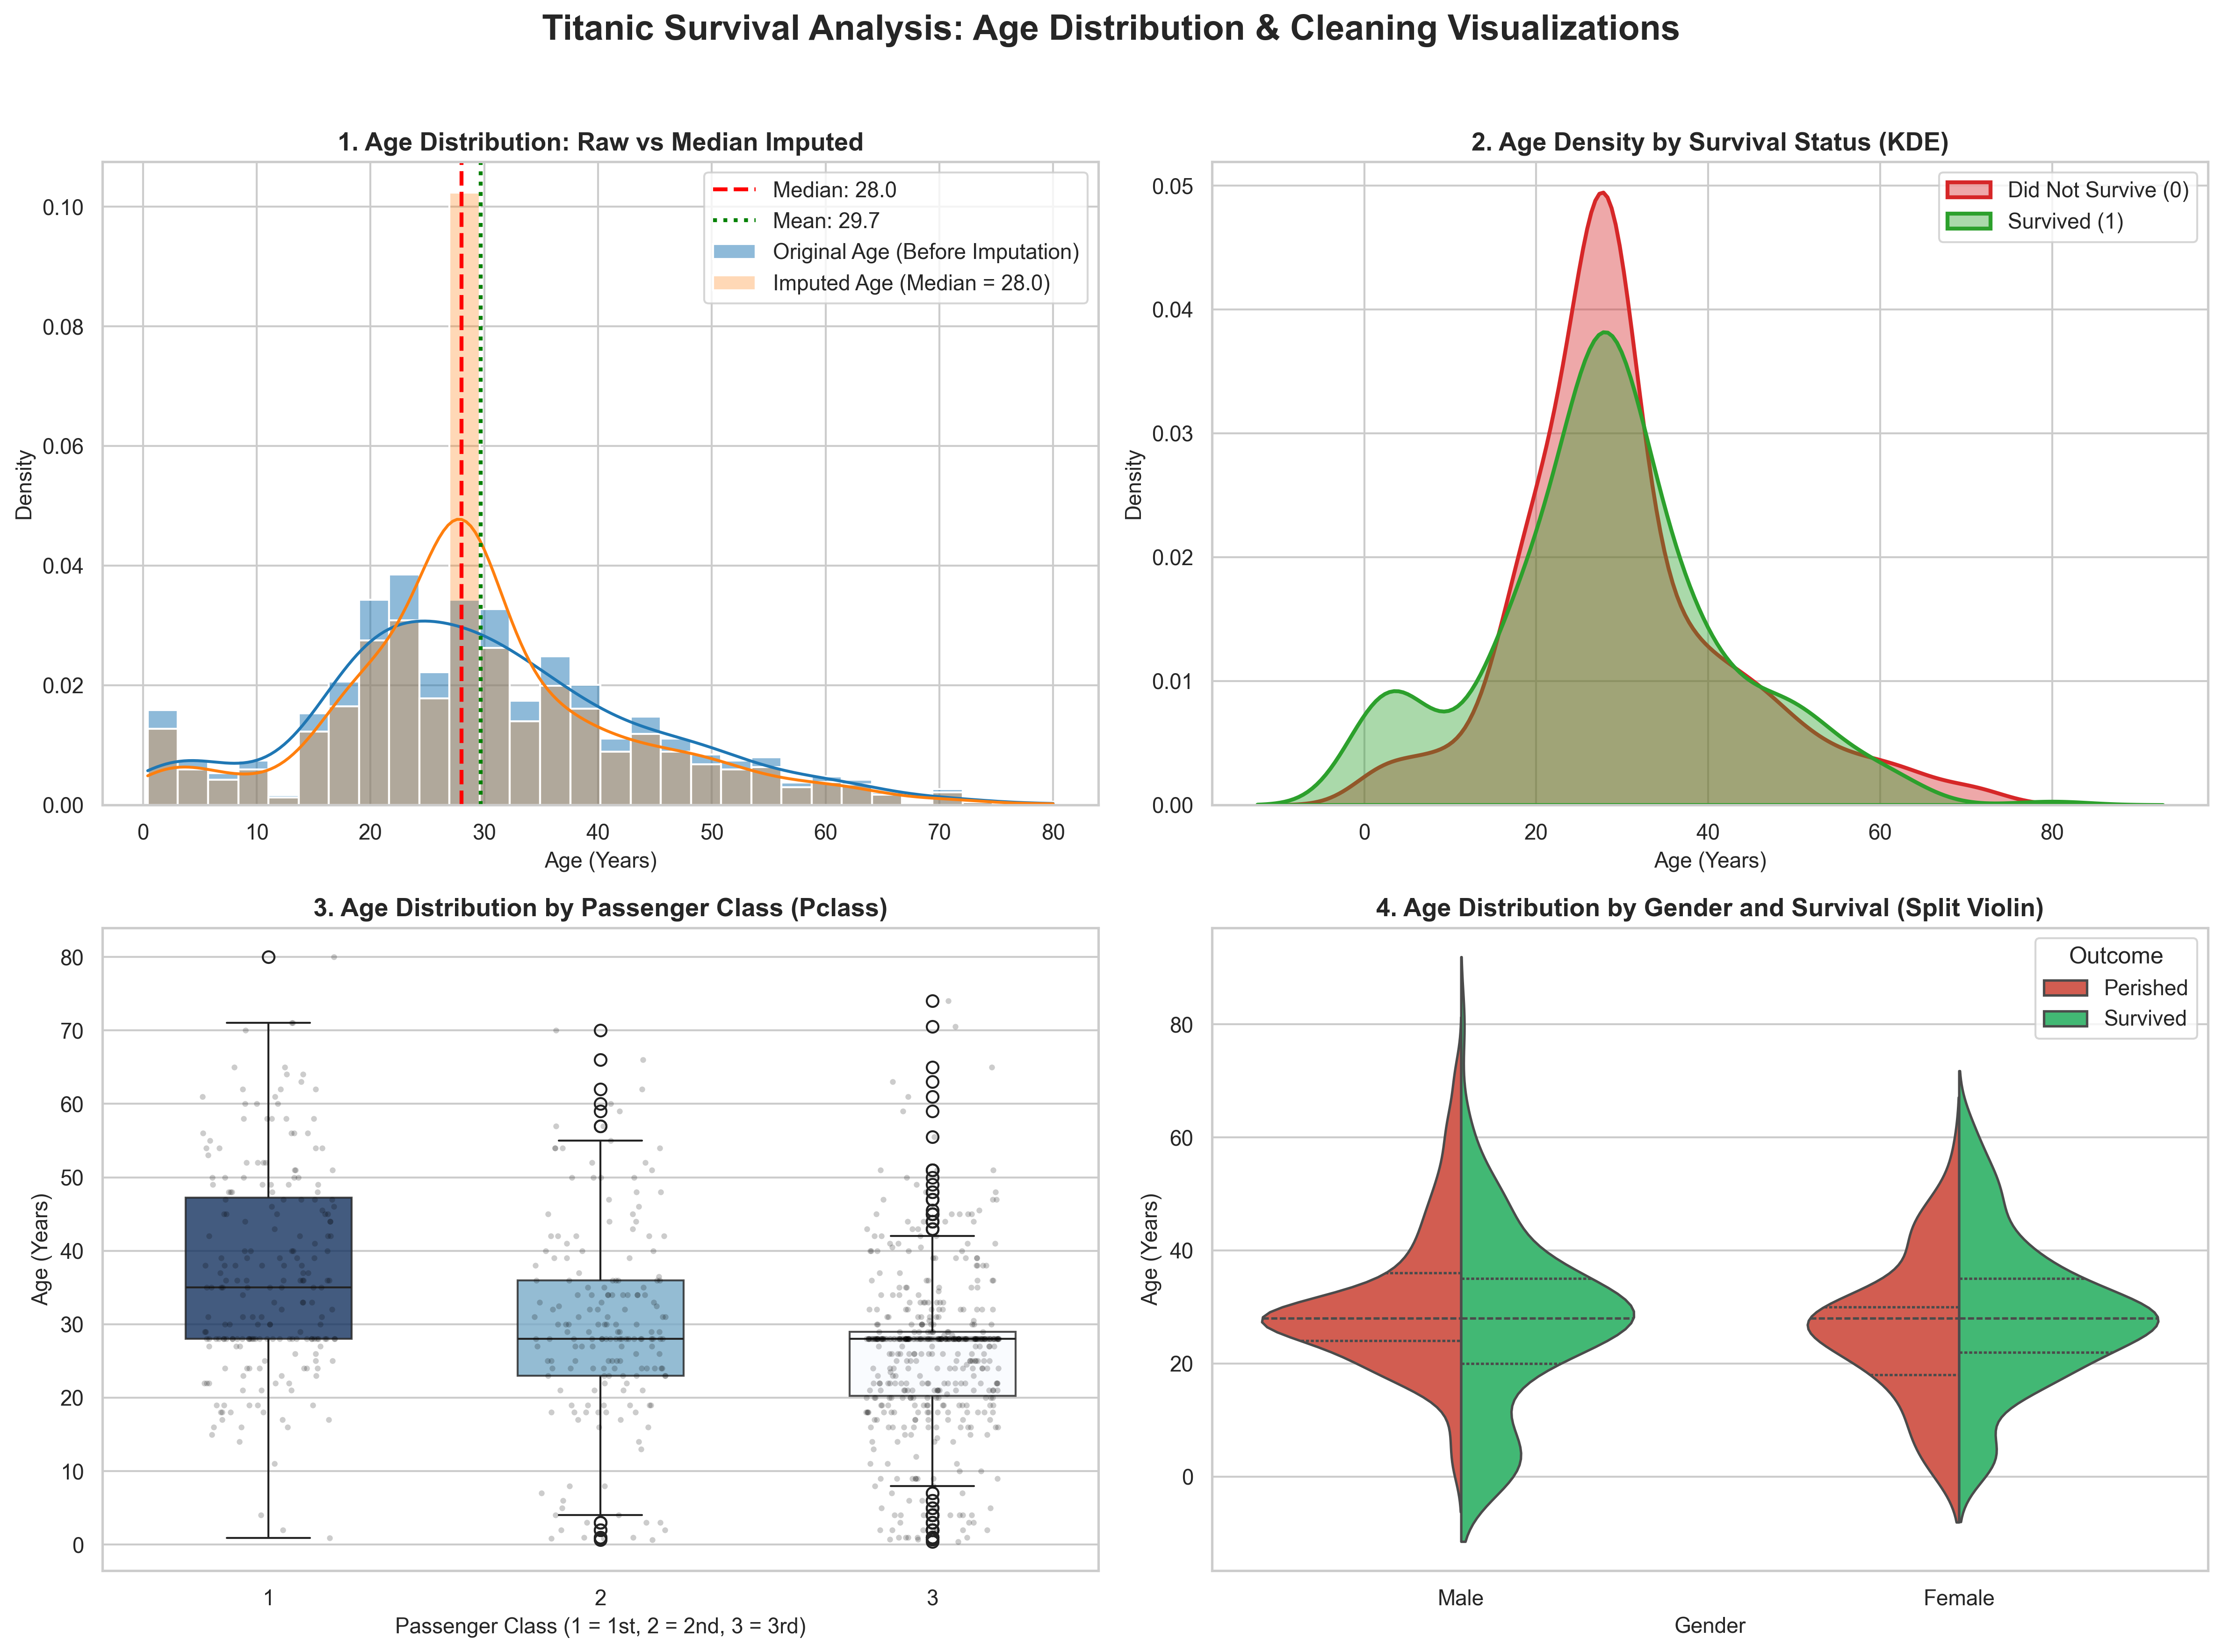 Titanic Survival Analysis: Age Distribution & Cleaning Visualizations
1. Age Distribution: Raw vs Median Imputed
Median: 28.0
Mean: 29.7
Original Age (Before Imputation)
Imputed Age (Median = 28.0)
Density
0.10
0.08
0.06
0.04
0.02
0.00
0 10 20 30 40 50 60 70 80
Age (Years)
2. Age Density by Survival Status (KDE)
Did Not Survive (0)
Survived (1)
Density
0.05
0.04
0.03
0.02
0.01
0.00
0 20 40 60 80
Age (Years)
3. Age Distribution by Passenger Class (Pclass)
Age (Years)
80
70
60
50
40
30
20
10
0
1 2 3
Passenger Class (1 = 1st, 2 = 2nd, 3 = 3rd)
4. Age Distribution by Gender and Survival (Split Violin)
Outcome
Perished
Survived
Age (Years)
80
60
40
20
0
Male Female
Gender